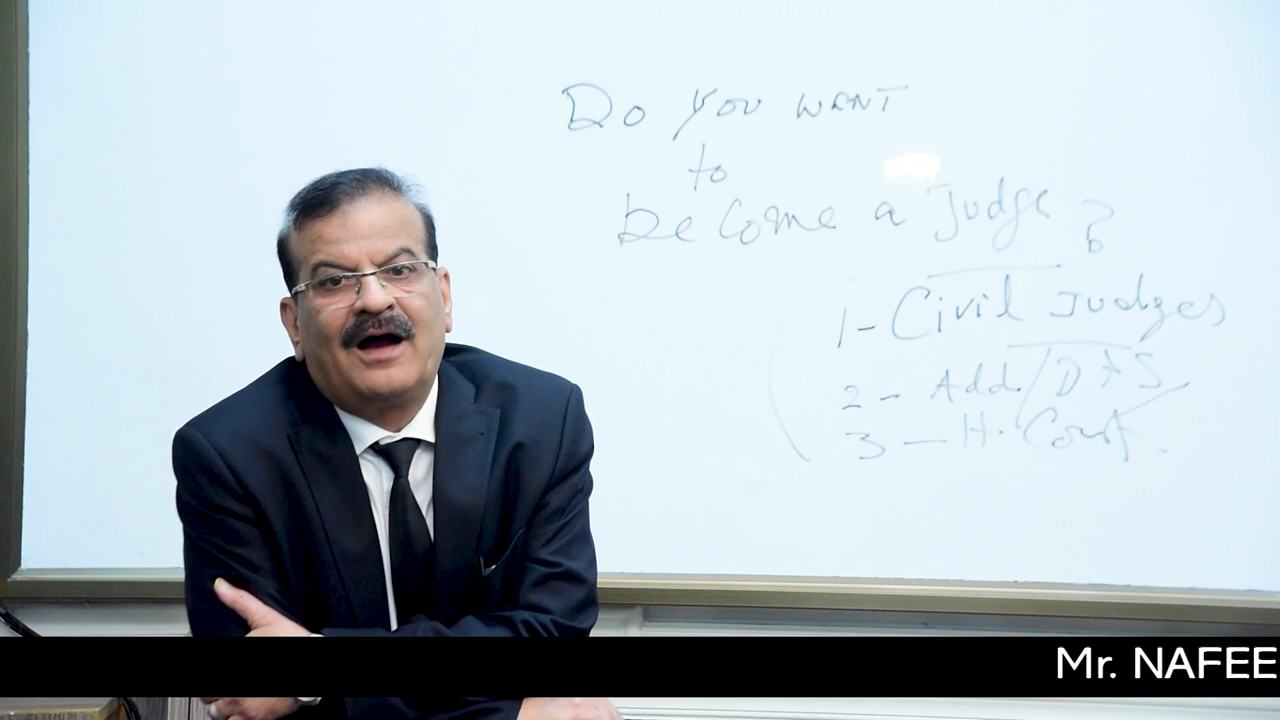 Do YOU WANT
to
become a Judge ?
1- Civil Judges
2- Add/D&S
3- H. Court.
Mr. NAFEE